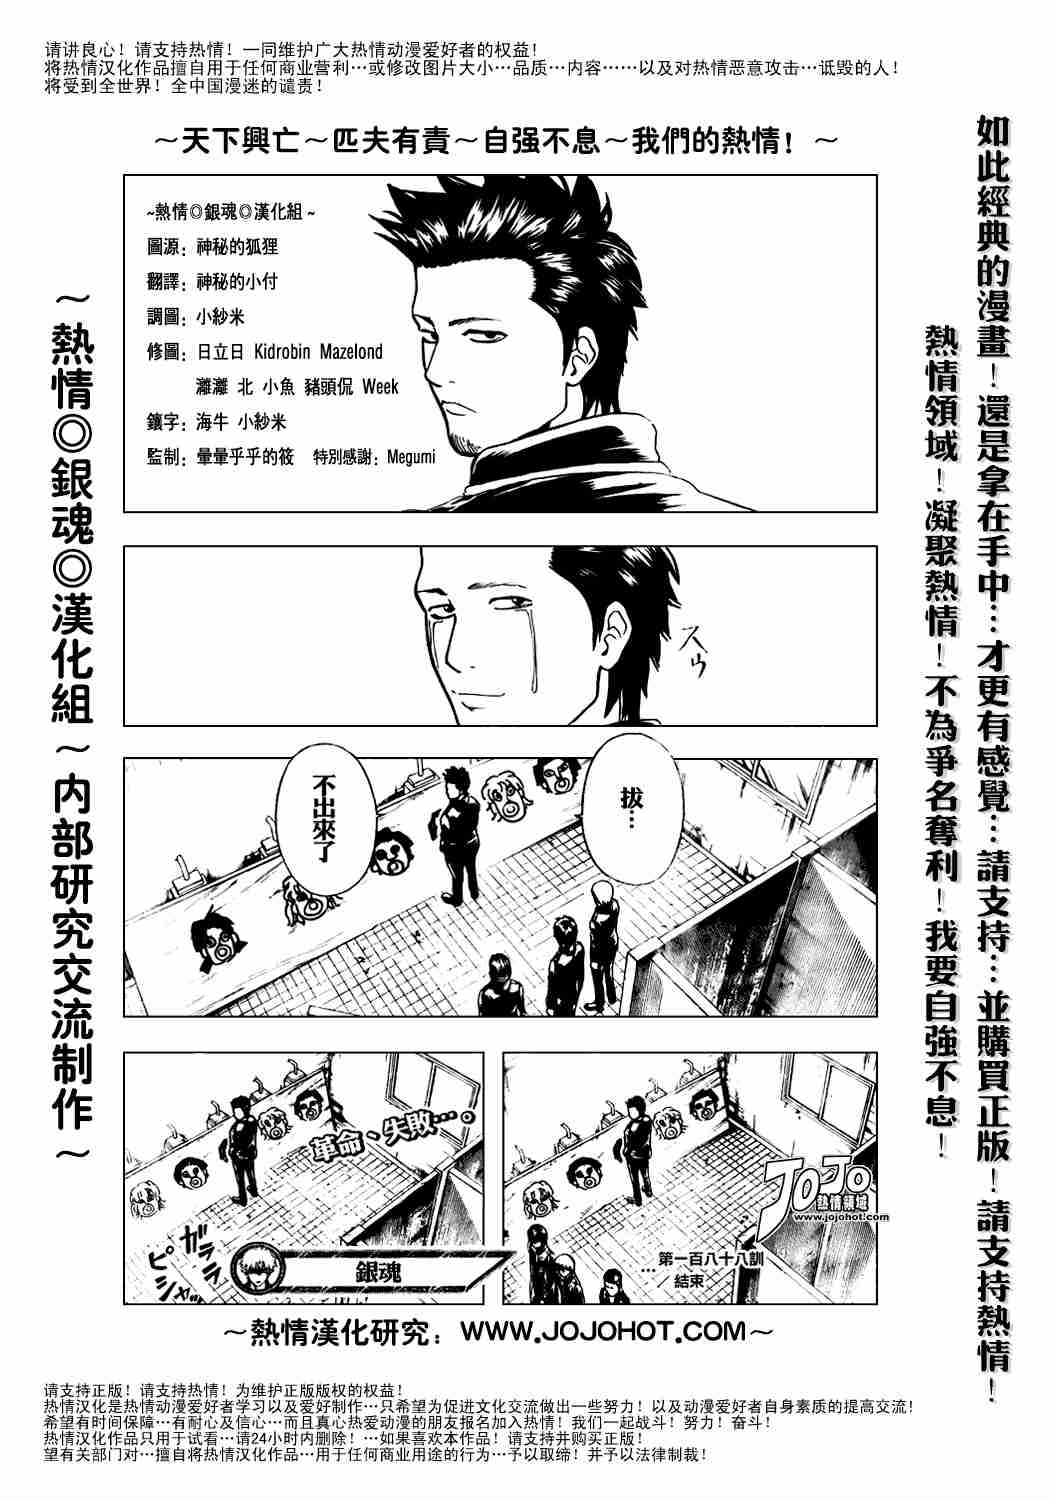 请讲良心！请支持热情！一同维护广大热情动漫爱好者的权益！
将热情汉化作品擅自用于任何商业营利…或修改图片大小…品质…内容……以及对热情恶意攻击…诋毁的人！
将受到全世界！全中国漫迷的谴责！
～天下興亡～匹夫有責～自强不息～我們的熱情！～
如此經典的漫畫！還是拿在手中…才更有感覺…請支持…並購買正版！請支持熱情！
熱情領域！凝聚熱情！不為爭名奪利！我要自強不息！
～熱情◎銀魂◎漢化組～内部研究交流制作～
~熱情◎銀魂◎漢化組~
圖源：神秘的狐狸
翻譯：神秘的小付
調圖：小紗米
修圖：日立日 Kidrobin Mazelond
灕灕 北 小魚 豬頭侃 Week
鑲字：海牛 小紗米
監制：暈暈乎乎的筱 特別感謝：Megumi
スッ
拔…
不出來了
第一百八十八訓
…／結束
JOJO
熱情領域
www.jojohot.com
革命、失敗…。
ガララ
ピシャッ
銀魂
～熱情漢化研究：WWW.JOJOHOT.COM～
请支持正版！请支持热情！为维护正版版权的权益！
热情汉化是热情动漫爱好者学习以及爱好制作…只希望为促进文化交流做出一些努力！以及动漫爱好者自身素质的提高交流！
希望有时间保障…有耐心及信心…而且真心热爱动漫的朋友报名加入热情！我们一起战斗！努力！奋斗！
热情汉化作品只用于试看…请24小时内删除！…如果喜欢本作品！请支持并购买正版！
望有关部门对…擅自将热情汉化作品…用于任何商业用途的行为…予以取缔！并予以法律制裁！